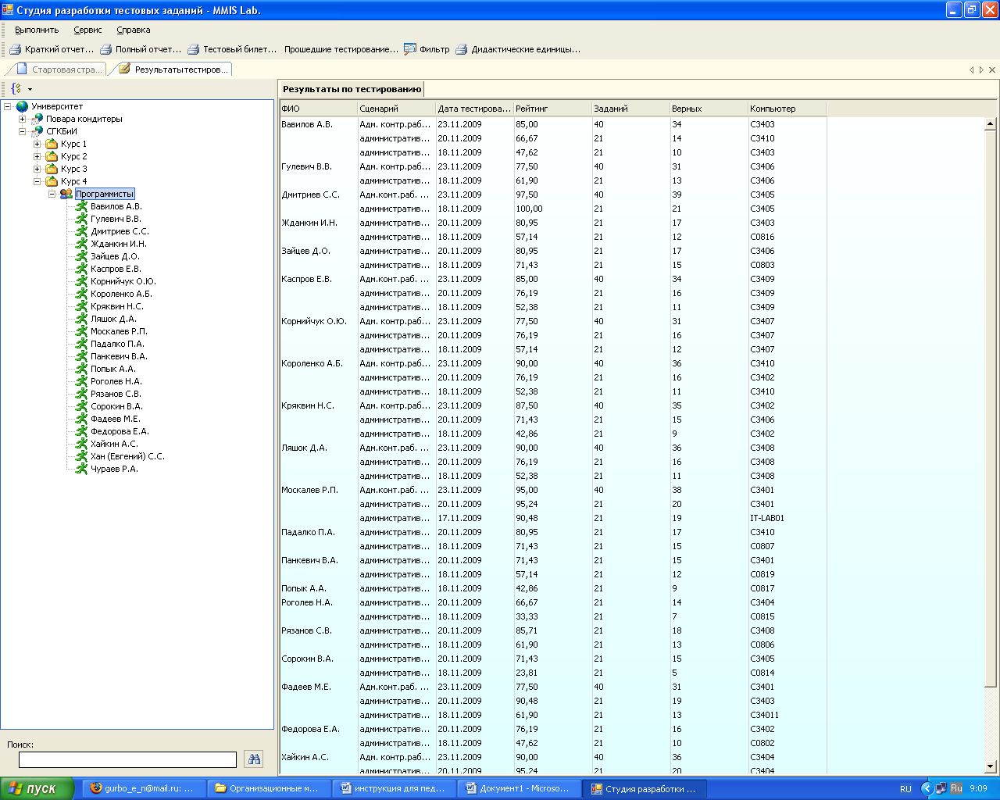 Студия разработки тестовых заданий - MMIS Lab.
Выполнить Сервис Справка
Краткий отчет... Полный отчет... Тестовый билет... Прошедшие тестирование... Фильтр Дидактические единицы...
Стартовая стра... Результаты тестиров...
Университет
Повара кондитеры
СГКБиИ
Курс 1
Курс 2
Курс 3
Курс 4
Программисты
Вавилов А.В.
Гулевич В.В.
Дмитриев С.С.
Жданкин И.Н.
Зайцев Д.О.
Каспров Е.В.
Корнийчук О.Ю.
Короленко А.Б.
Кряквин Н.С.
Ляшок Д.А.
Москалев Р.П.
Падалко П.А.
Панкевич В.А.
Попык А.А.
Роголев Н.А.
Рязанов С.В.
Сорокин В.А.
Фадеев М.Е.
Федорова Е.А.
Хайкин А.С.
Хан (Евгений) С.С.
Чураев Р.А.
Поиск:
Результаты по тестированию
ФИО Сценарий Дата тестирова... Рейтинг Заданий Верных Компьютер
Вавилов А.В. Адм. контр.раб... 23.11.2009 85,00 40 34 C3403
административ... 20.11.2009 66,67 21 14 C3410
административ... 18.11.2009 47,62 21 10 C3403
Гулевич В.В. Адм. контр.раб... 23.11.2009 77,50 40 31 C3406
административ... 18.11.2009 61,90 21 13 C3406
Дмитриев С.С. Адм.конт.раб. ... 23.11.2009 97,50 40 39 C3405
административ... 18.11.2009 100,00 21 21 C3405
Жданкин И.Н. административ... 20.11.2009 80,95 21 17 C3403
административ... 18.11.2009 57,14 21 12 C0816
Зайцев Д.О. административ... 20.11.2009 80,95 21 17 C3406
административ... 18.11.2009 71,43 21 15 C0803
Каспров Е.В. Адм.конт.раб. ... 23.11.2009 85,00 40 34 C3409
административ... 20.11.2009 76,19 21 16 C3409
административ... 18.11.2009 52,38 21 11 C3409
Корнийчук О.Ю. Адм. контр.раб... 23.11.2009 77,50 40 31 C3407
административ... 20.11.2009 76,19 21 16 C3407
административ... 18.11.2009 57,14 21 12 C3407
Короленко А.Б. Адм. контр.раб... 23.11.2009 90,00 40 36 C3410
административ... 20.11.2009 76,19 21 16 C3402
административ... 18.11.2009 52,38 21 11 C3410
Кряквин Н.С. Адм. контр.раб... 23.11.2009 87,50 40 35 C3402
административ... 20.11.2009 71,43 21 15 C3406
административ... 18.11.2009 42,86 21 9 C3402
Ляшок Д.А. Адм.конт.раб. ... 23.11.2009 90,00 40 36 C3408
административ... 20.11.2009 76,19 21 16 C3408
административ... 18.11.2009 52,38 21 11 C3408
Москалев Р.П. Адм.конт.раб. ... 23.11.2009 95,00 40 38 C3401
административ... 20.11.2009 95,24 21 20 C3401
административ... 17.11.2009 90,48 21 19 IT-LAB01
Падалко П.А. административ... 20.11.2009 80,95 21 17 C3410
административ... 18.11.2009 71,43 21 15 C0807
Панкевич В.А. административ... 20.11.2009 71,43 21 15 C3401
административ... 18.11.2009 57,14 21 12 C0819
Попык А.А. административ... 18.11.2009 42,86 21 9 C0817
Роголев Н.А. административ... 20.11.2009 66,67 21 14 C3404
административ... 18.11.2009 33,33 21 7 C0815
Рязанов С.В. административ... 20.11.2009 85,71 21 18 C3408
административ... 18.11.2009 61,90 21 13 C0806
Сорокин В.А. административ... 20.11.2009 71,43 21 15 C3405
административ... 18.11.2009 23,81 21 5 C0814
Фадеев М.Е. Адм.конт.раб. ... 23.11.2009 77,50 40 31 C3401
административ... 20.11.2009 90,48 21 19 C3403
административ... 18.11.2009 61,90 21 13 C34011
Федорова Е.А. административ... 20.11.2009 76,19 21 16 C3402
административ... 18.11.2009 47,62 21 10 C0802
Хайкин А.С. Адм. контр.раб... 23.11.2009 90,00 40 36 C3404
административ... 20.11.2009 95,24 21 20 C3404
пуск gurbo_e_n@mail.ru: ... Организационные м... инструкция для пед... Документ1 - Microso... Студия разработки ... RU Ru 9:09